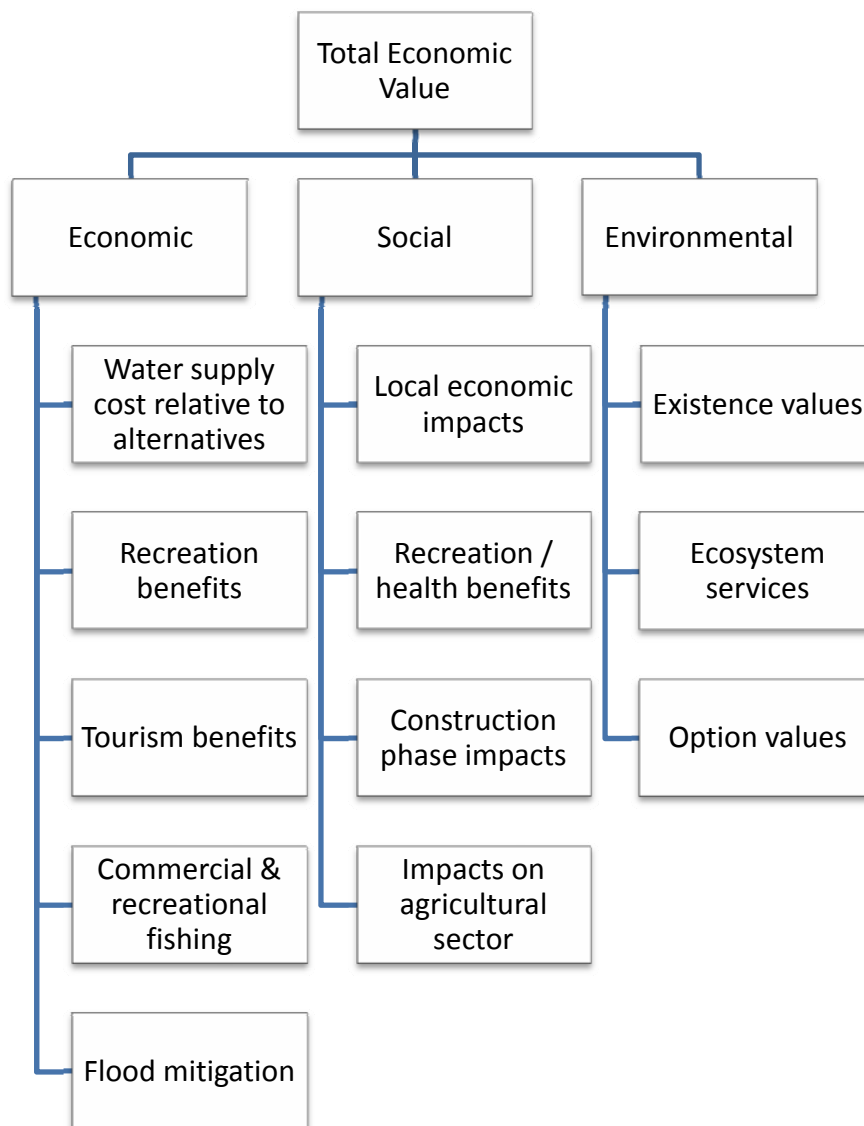 Total Economic
Value
Economic
Social
Environmental
Water supply
cost relative to
alternatives
Local economic
impacts
Existence values
Recreation
benefits
Recreation /
health benefits
Ecosystem
services
Tourism benefits
Construction
phase impacts
Option values
Commercial &
recreational
fishing
Impacts on
agricultural
sector
Flood mitigation